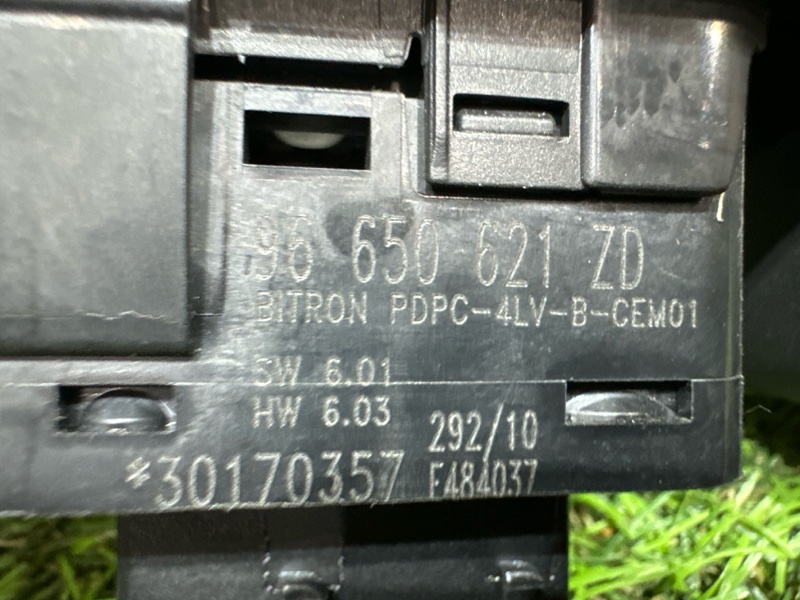 96 650 621 ZD
BITRON PDPC-4LV-B-CEM01
SW 6.01
HW 6.03
292/10
*30170357
F484037